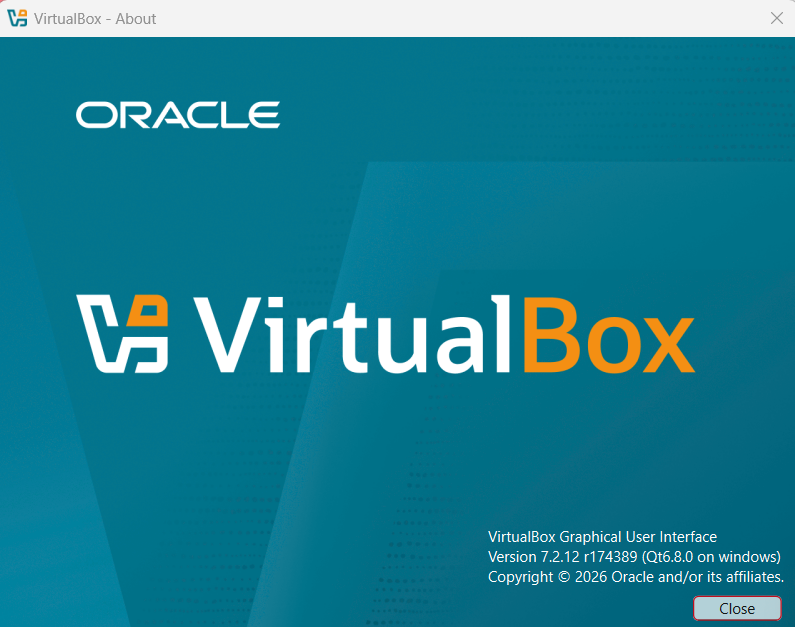 VirtualBox - About
ORACLE
VirtualBox
VirtualBox Graphical User Interface
Version 7.2.12 r174389 (Qt6.8.0 on windows)
Copyright © 2026 Oracle and/or its affiliates.
Close